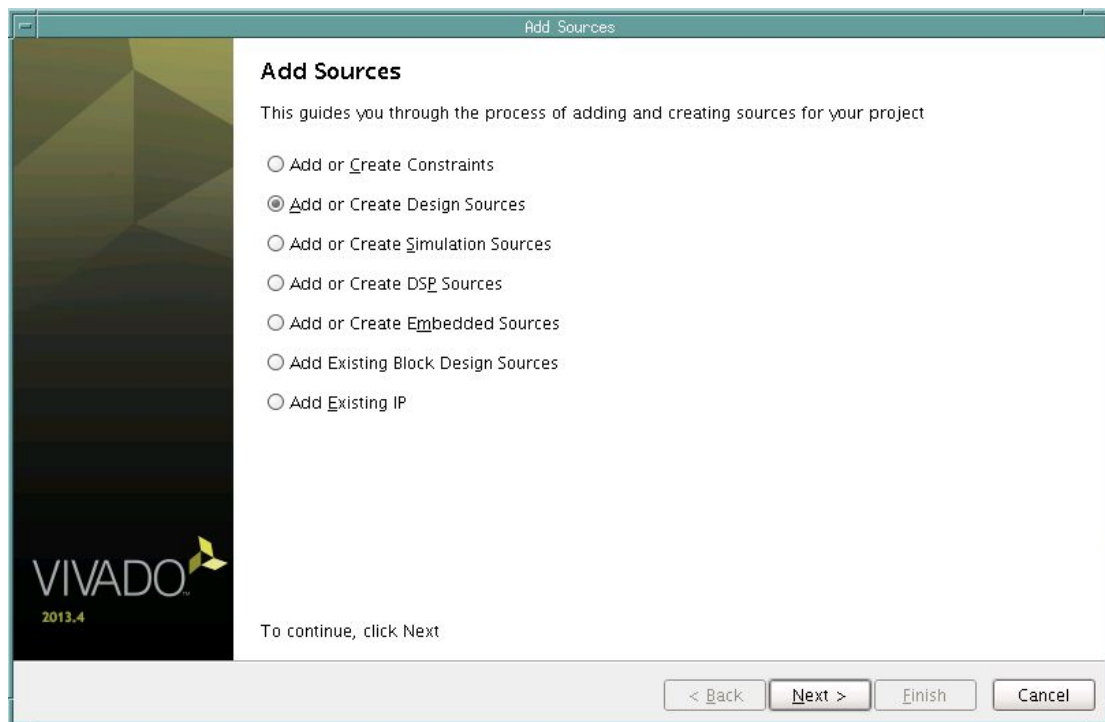 Add Sources
Add Sources
This guides you through the process of adding and creating sources for your project
Add or Create Constraints
Add or Create Design Sources
Add or Create Simulation Sources
Add or Create DSP Sources
Add or Create Embedded Sources
Add Existing Block Design Sources
Add Existing IP
VIVADO™
2013.4
To continue, click Next
< Back Next > Finish Cancel